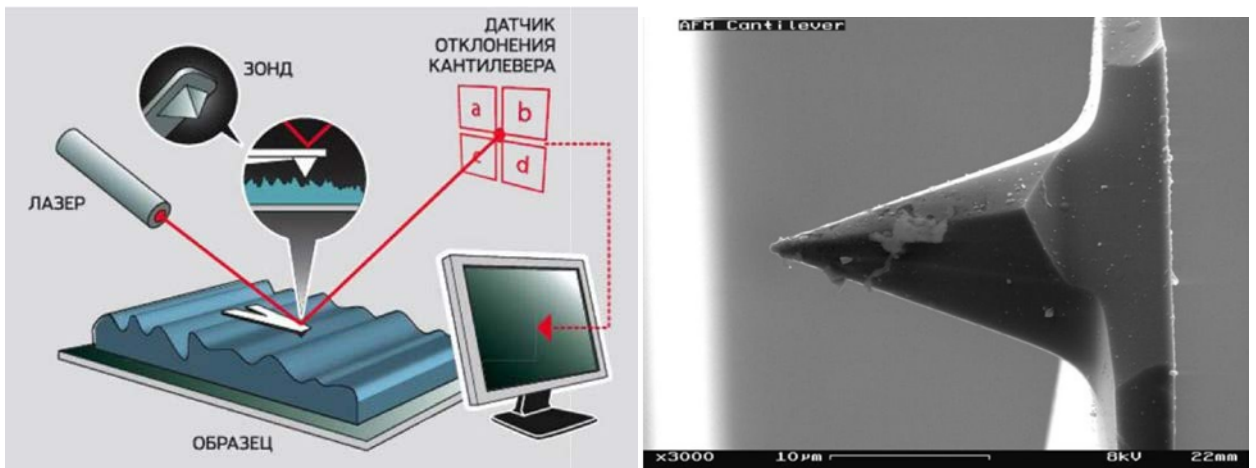 ДАТЧИК
ОТКЛОНЕНИЯ
КАНТИЛЕВЕРА
ЗОНД
a b
c d
ЛАЗЕР
ОБРАЗЕЦ
AFM Cantilever
x3000 10µm 8kV 22mm